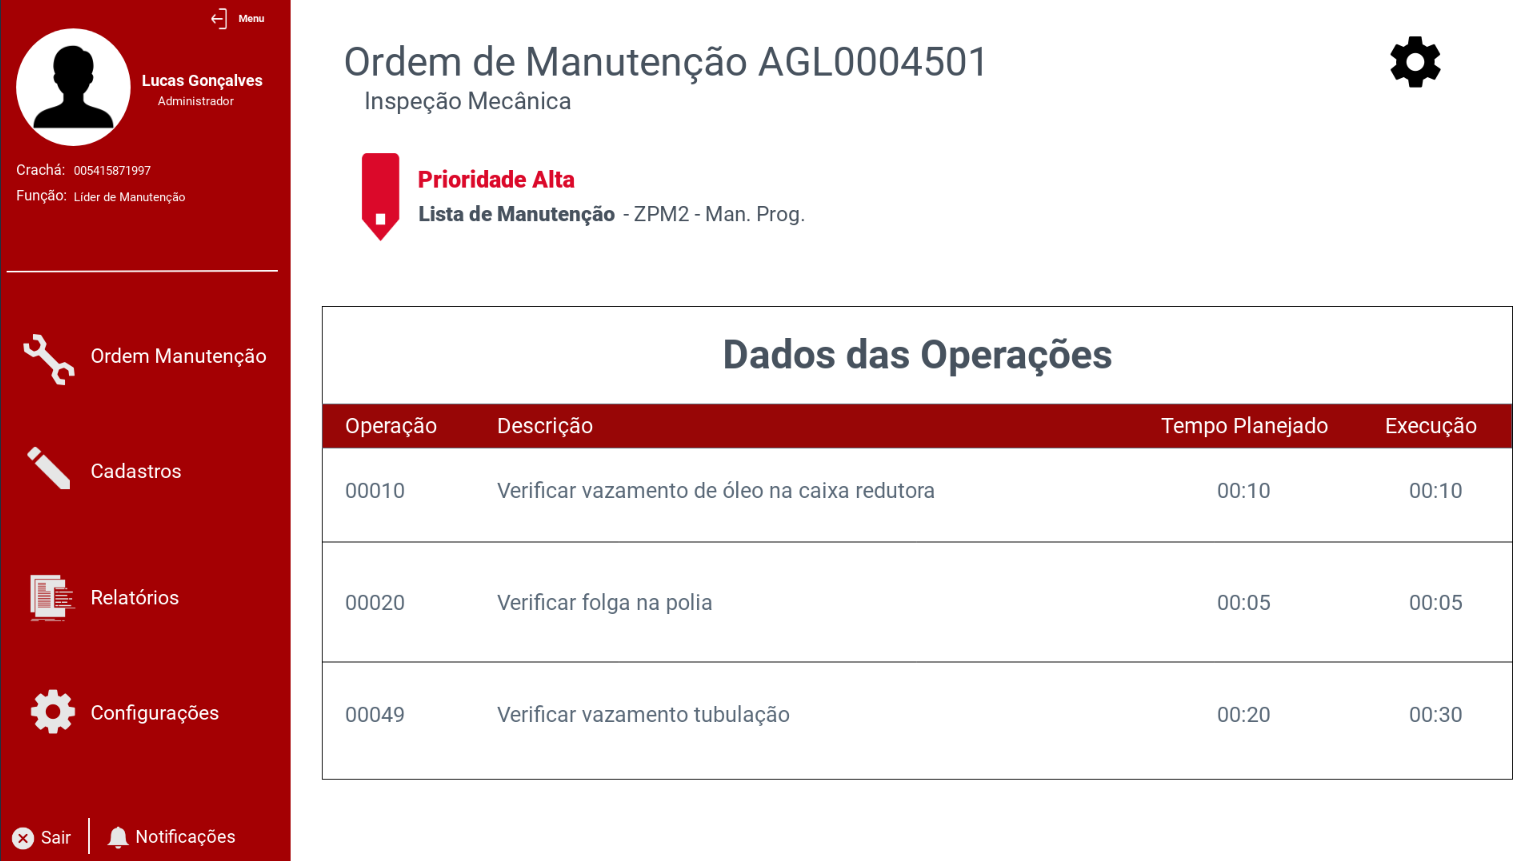 Menu
Lucas Gonçalves
Administrador
Crachá: 005415871997
Função: Líder de Manutenção
Ordem Manutenção
Cadastros
Relatórios
Configurações
Sair
Notificações
Ordem de Manutenção AGL0004501
Inspeção Mecânica
Prioridade Alta
Lista de Manutenção - ZPM2 - Man. Prog.
Dados das Operações
Operação Descrição Tempo Planejado Execução
00010 Verificar vazamento de óleo na caixa redutora 00:10 00:10
00020 Verificar folga na polia 00:05 00:05
00049 Verificar vazamento tubulação 00:20 00:30